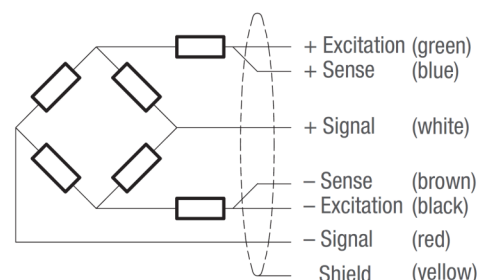 + Excitation (green)
+ Sense (blue)
+ Signal (white)
– Sense (brown)
– Excitation (black)
– Signal (red)
Shield (yellow)